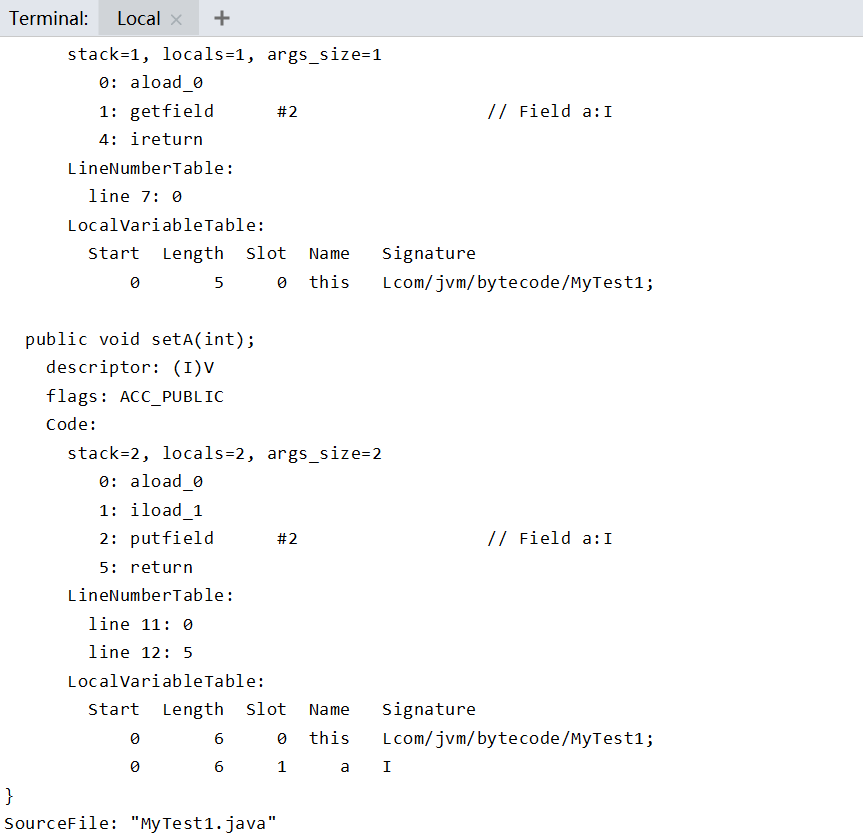 Terminal: Local × +
stack=1, locals=1, args_size=1
0: aload_0
1: getfield #2 // Field a:I
4: ireturn
LineNumberTable:
line 7: 0
LocalVariableTable:
Start Length Slot Name Signature
0 5 0 this Lcom/jvm/bytecode/MyTest1;
public void setA(int);
descriptor: (I)V
flags: ACC_PUBLIC
Code:
stack=2, locals=2, args_size=2
0: aload_0
1: iload_1
2: putfield #2 // Field a:I
5: return
LineNumberTable:
line 11: 0
line 12: 5
LocalVariableTable:
Start Length Slot Name Signature
0 6 0 this Lcom/jvm/bytecode/MyTest1;
0 6 1 a I
}
SourceFile: "MyTest1.java"